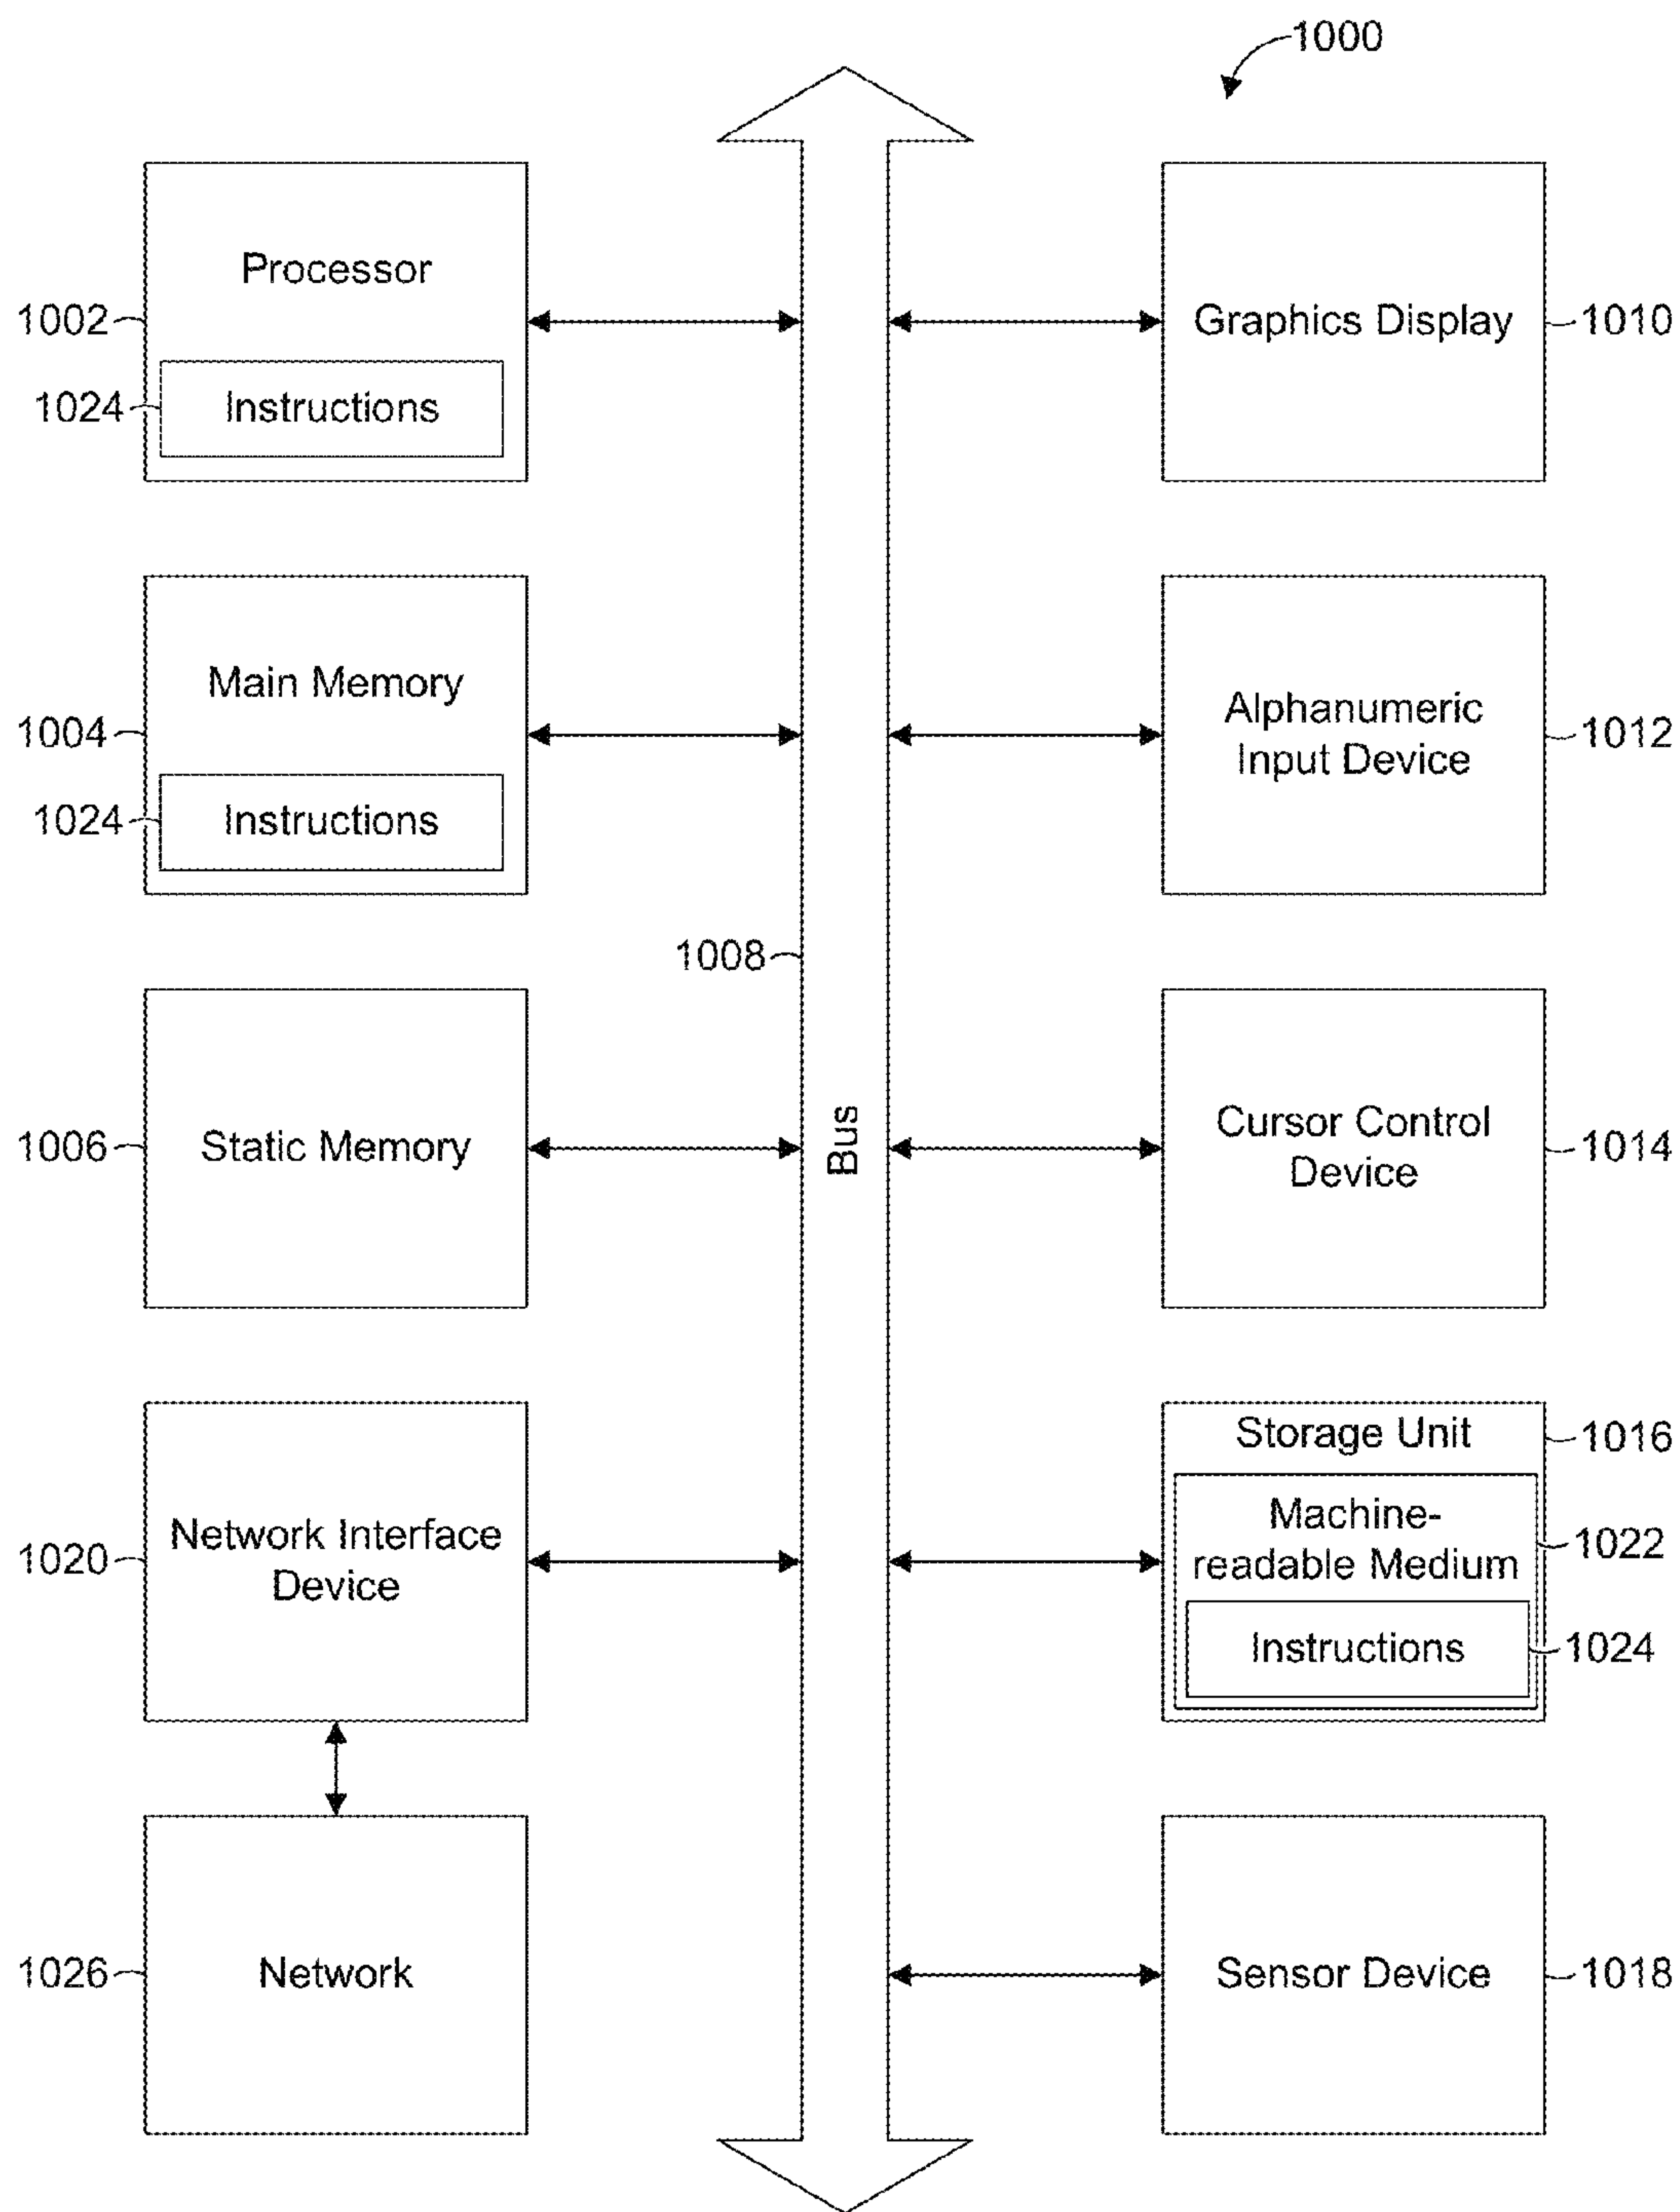 1000
Processor
1002
1024
Instructions
Graphics Display
1010
Main Memory
1004
1024
Instructions
Alphanumeric
Input Device
1012
1008
Bus
Static Memory
1006
Cursor Control
Device
1014
Network Interface
Device
1020
Storage Unit
1016
Machine-
readable Medium
1022
Instructions
1024
Network
1026
Sensor Device
1018